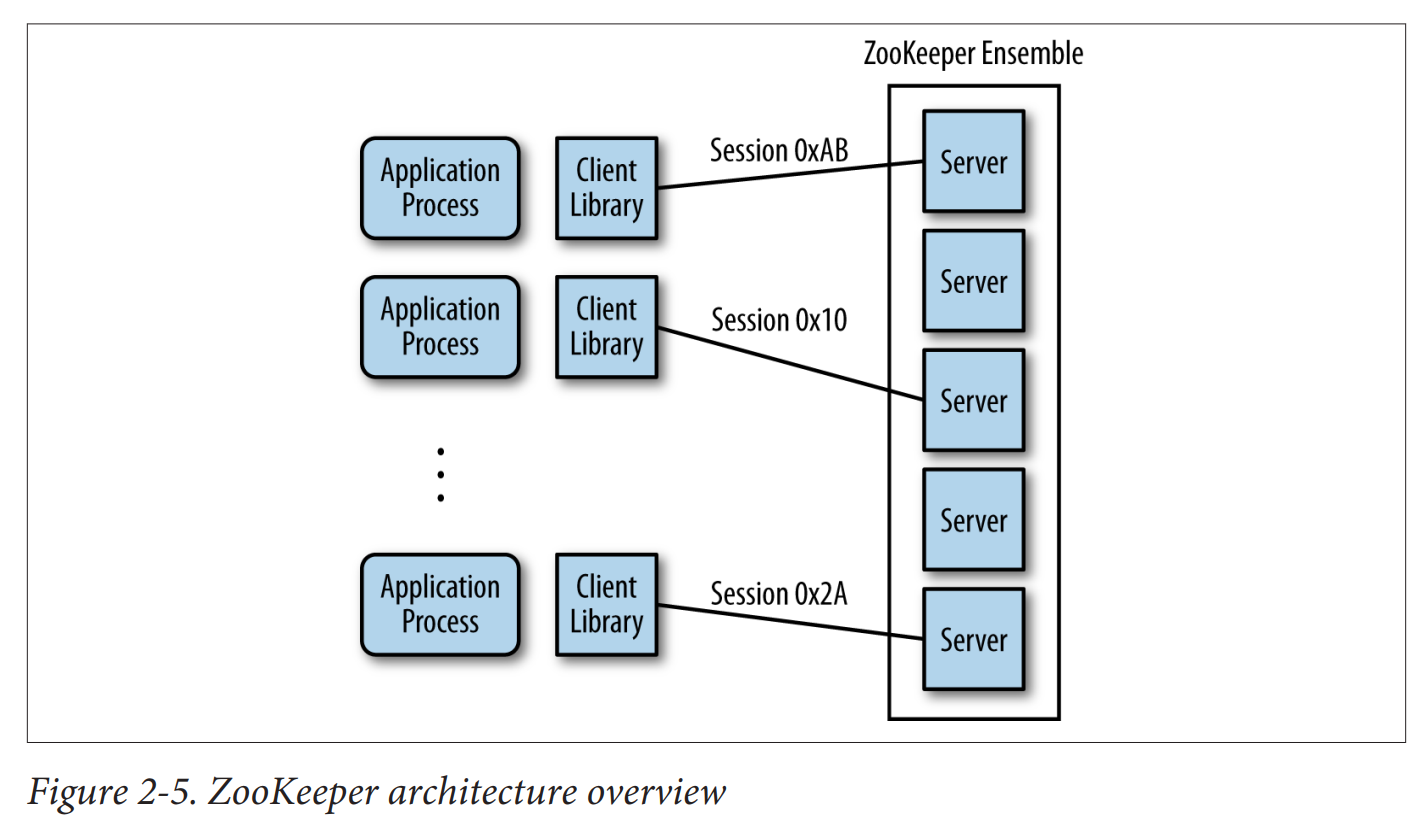 ZooKeeper Ensemble
Application
Process
Client
Library
Session 0xAB
Server
Server
Application
Process
Client
Library
Session 0x10
Server
Server
Application
Process
Client
Library
Session 0x2A
Server
Figure 2-5. ZooKeeper architecture overview